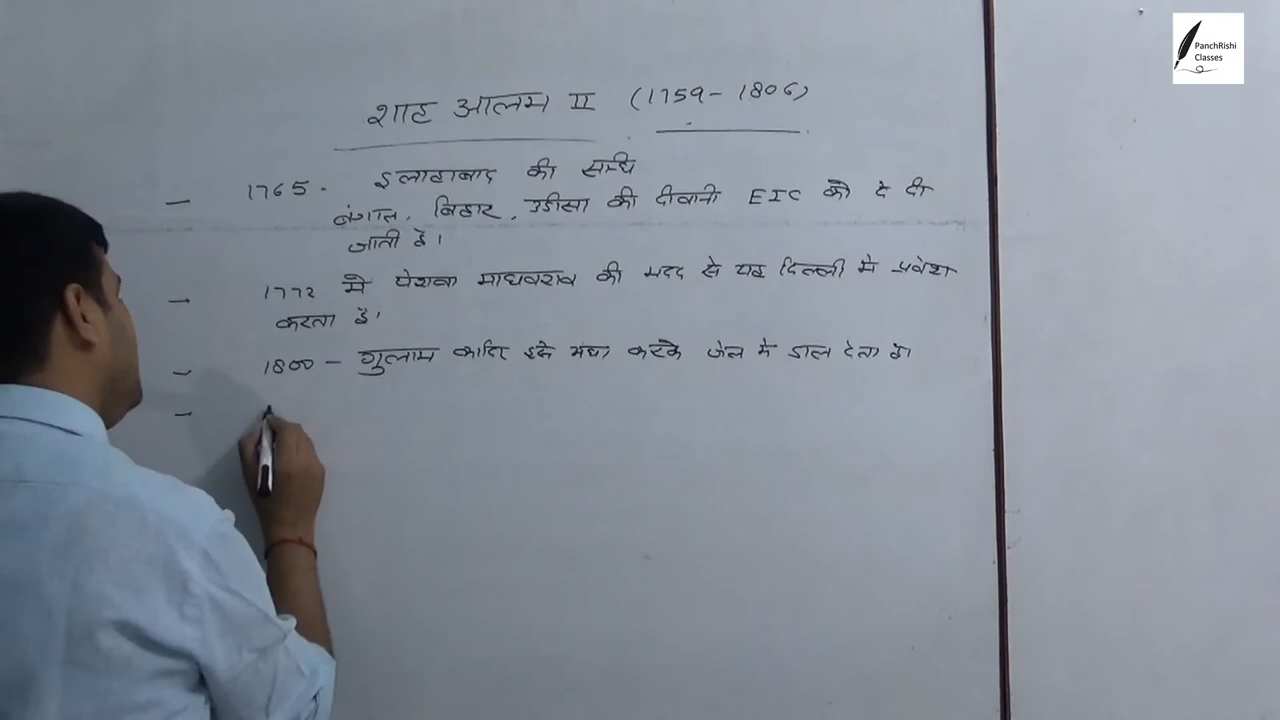 PanchRishi
Classes
शाह आलम II (1759-1806)
- 1765. इलाहाबाद की सन्धि
बंगाल, बिहार, उडीसा की दीवानी EIC को दे दी
जाती है।
- 1772 मे पेशवा माधवराव की मदद से यह दिल्ली मे प्रवेश
करता है।
- 1800 - गुलाम कादिर इसे अंधा करके जेल मे डाल देता है।
-